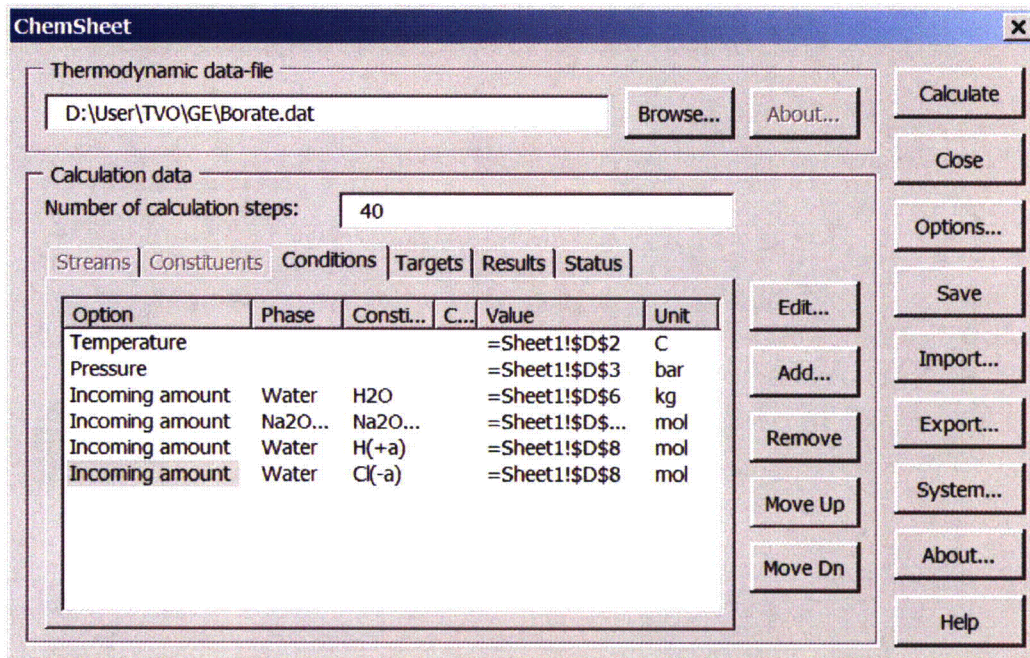 ChemSheet
Thermodynamic data-file
D:\User\TVO\GE\Borate.dat
Browse...
About...
Calculation data
Number of calculation steps: 40
Streams Constituents Conditions Targets Results Status
Option Phase Consti... C... Value Unit
Temperature =Sheet1!$D$2 C
Pressure =Sheet1!$D$3 bar
Incoming amount Water H2O =Sheet1!$D$6 kg
Incoming amount Na2O... Na2O... =Sheet1!$D$... mol
Incoming amount Water H(+a) =Sheet1!$D$8 mol
Incoming amount Water Cl(-a) =Sheet1!$D$8 mol
Edit...
Add...
Remove
Move Up
Move Dn
Calculate
Close
Options...
Save
Import...
Export...
System...
About...
Help